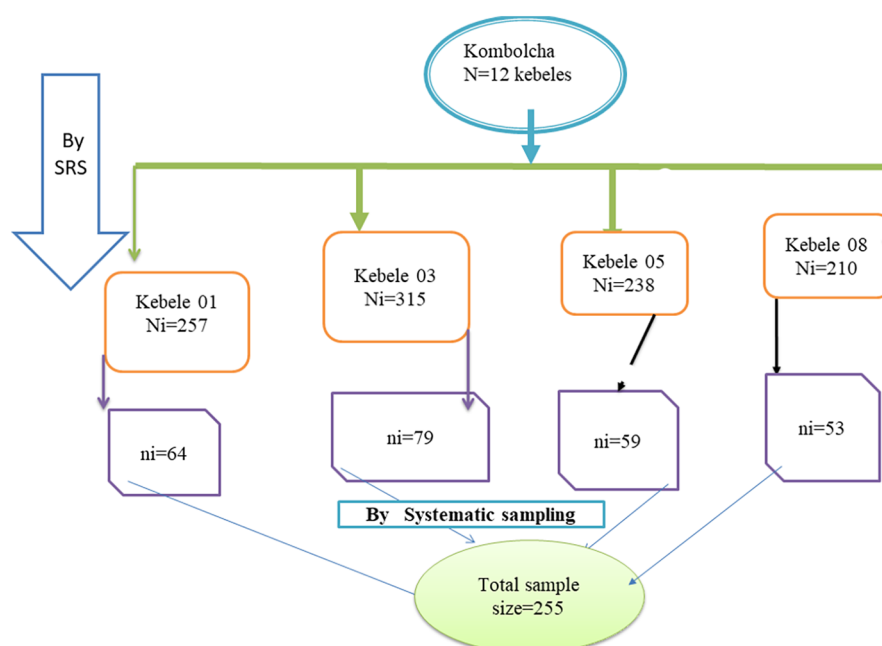 Kombolcha
N=12 kebeles
By
SRS
Kebele 01
Ni=257
Kebele 03
Ni=315
Kebele 05
Ni=238
Kebele 08
Ni=210
ni=64
ni=79
ni=59
ni=53
By Systematic sampling
Total sample
size=255